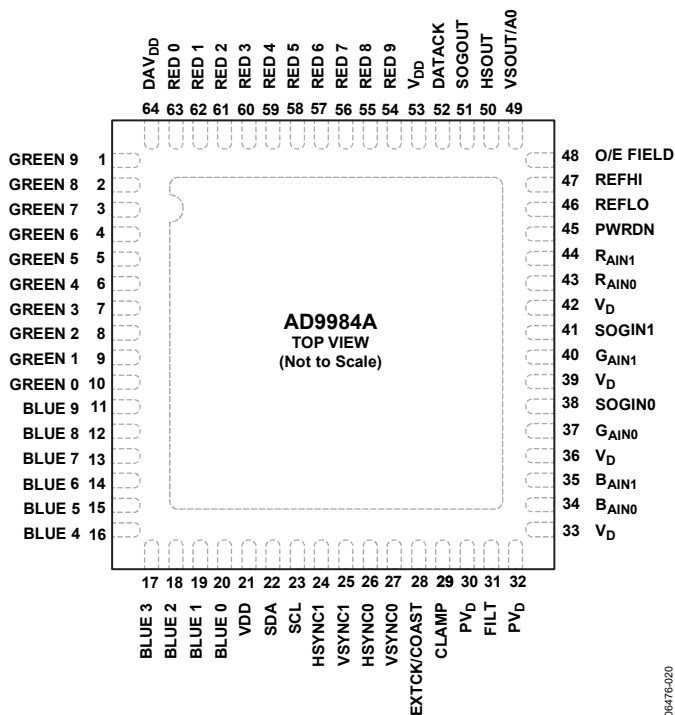 DAVDD
RED 0
RED 1
RED 2
RED 3
RED 4
RED 5
RED 6
RED 7
RED 8
RED 9
VDD
DATACK
SOGOUT
HSOUT
VSOUT/A0
64 63 62 61 60 59 58 57 56 55 54 53 52 51 50 49
GREEN 9 1
GREEN 8 2
GREEN 7 3
GREEN 6 4
GREEN 5 5
GREEN 4 6
GREEN 3 7
GREEN 2 8
GREEN 1 9
GREEN 0 10
BLUE 9 11
BLUE 8 12
BLUE 7 13
BLUE 6 14
BLUE 5 15
BLUE 4 16
AD9984A
TOP VIEW
(Not to Scale)
48 O/E FIELD
47 REFHI
46 REFLO
45 PWRDN
44 RAIN1
43 RAIN0
42 VD
41 SOGIN1
40 GAIN1
39 VD
38 SOGIN0
37 GAIN0
36 VD
35 BAIN1
34 BAIN0
33 VD
17 18 19 20 21 22 23 24 25 26 27 28 29 30 31 32
BLUE 3
BLUE 2
BLUE 1
BLUE 0
VDD
SDA
SCL
HSYNC1
VSYNC1
HSYNC0
VSYNC0
EXTCK/COAST
CLAMP
PVD
FILT
PVD
06476-020